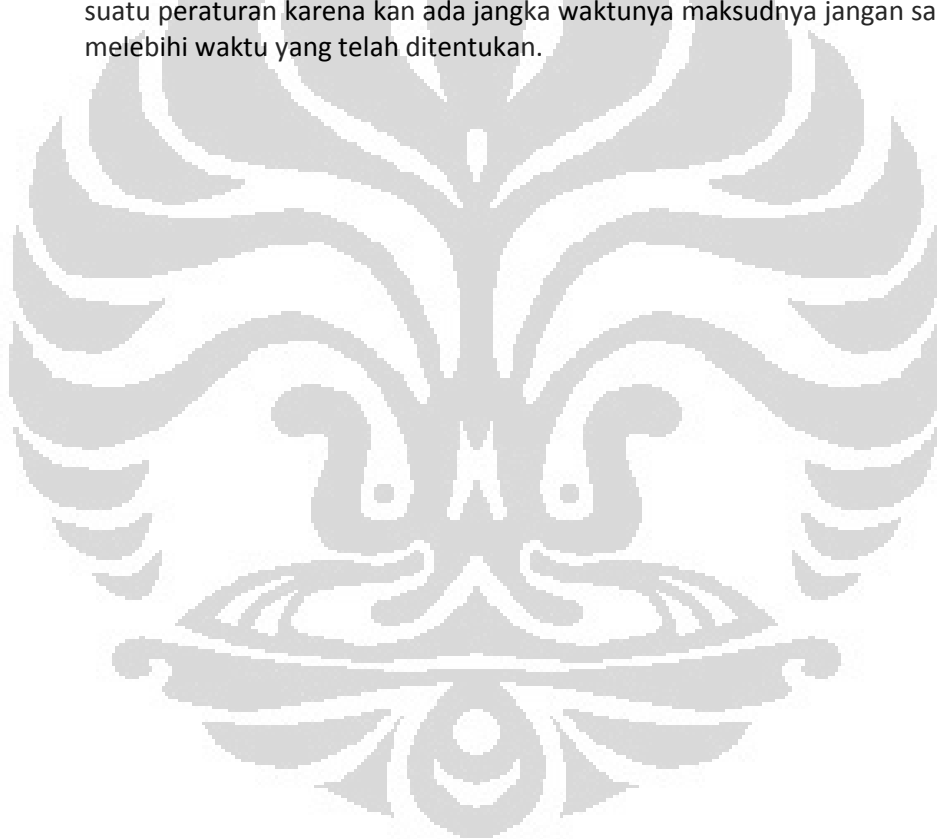 suatu peraturan karena kan ada jangka waktunya maksudnya jangan sa
melebihi waktu yang telah ditentukan.